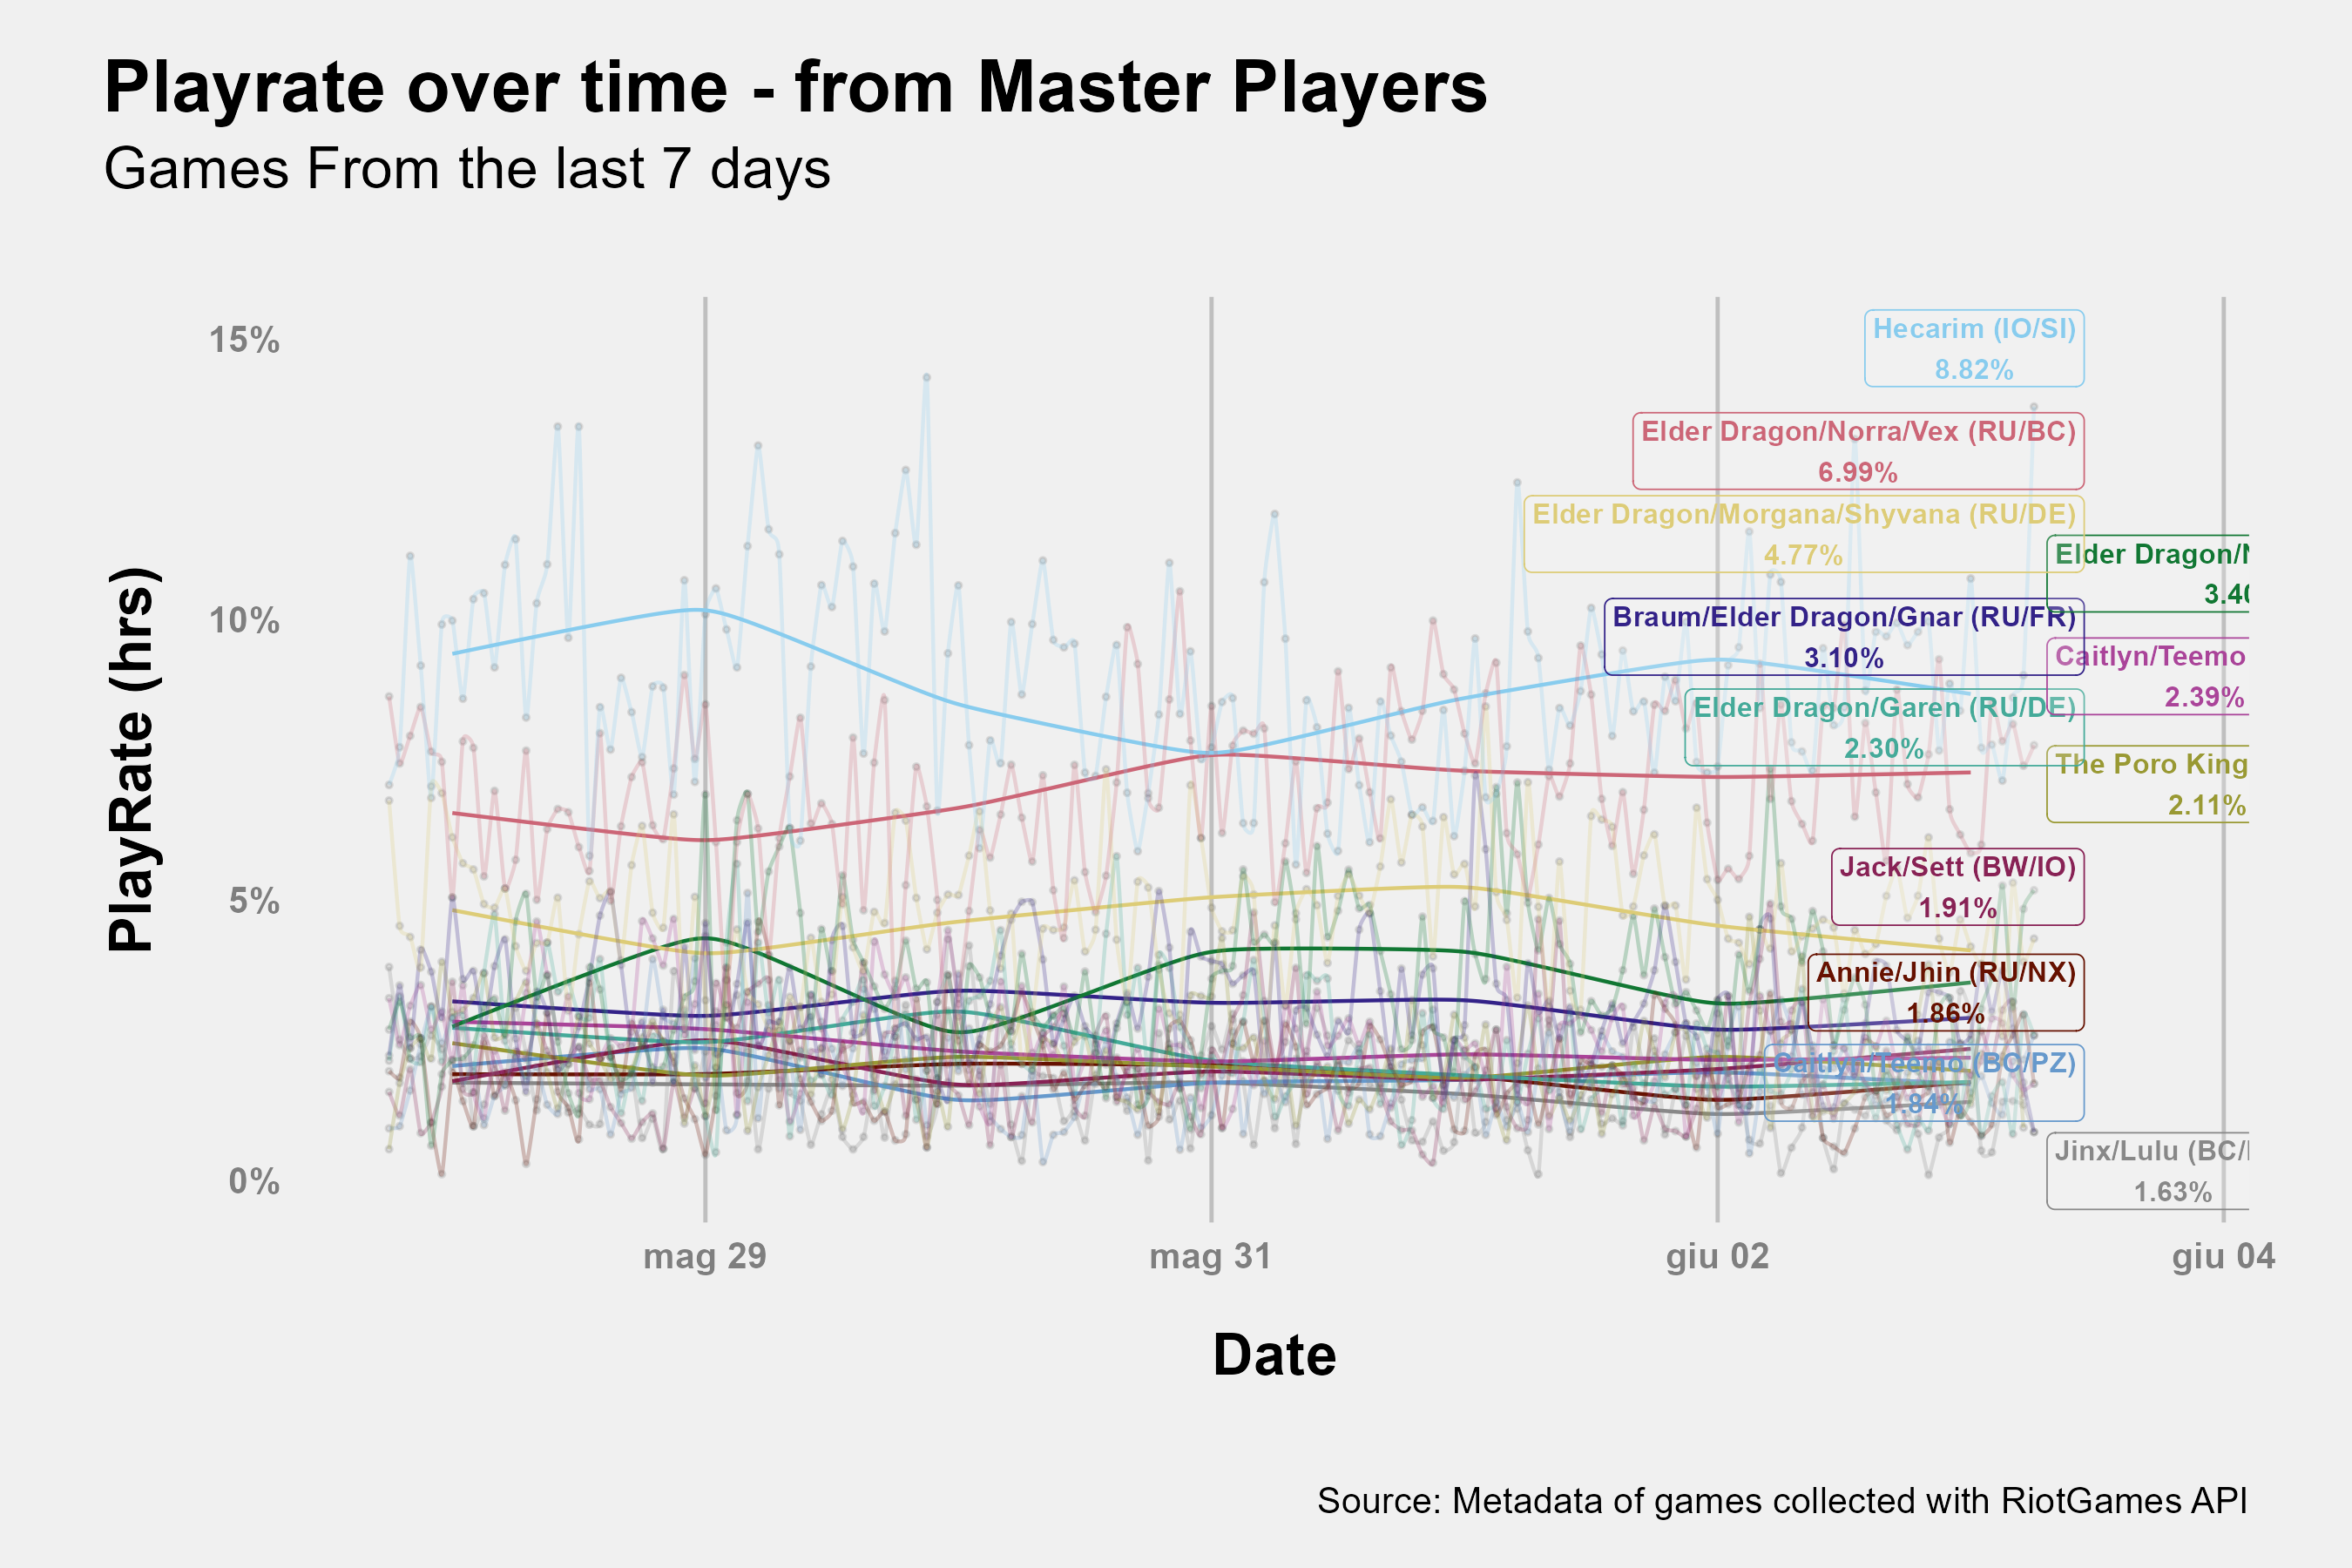 Playrate over time - from Master Players
Games From the last 7 days
PlayRate (hrs)
15%
10%
5%
0%
Hecarim (IO/SI)
8.82%
Elder Dragon/Norra/Vex (RU/BC)
6.99%
Elder Dragon/Morgana/Shyvana (RU/DE)
4.77%
Elder Dragon/N
3.40
Braum/Elder Dragon/Gnar (RU/FR)
3.10%
Caitlyn/Teemo
2.39%
Elder Dragon/Garen (RU/DE)
2.30%
The Poro King
2.11%
Jack/Sett (BW/IO)
1.91%
Annie/Jhin (RU/NX)
1.86%
Caitlyn/Teemo (BC/PZ)
1.84%
Jinx/Lulu (BC/
1.63%
mag 29
mag 31
giu 02
giu 04
Date
Source: Metadata of games collected with RiotGames API